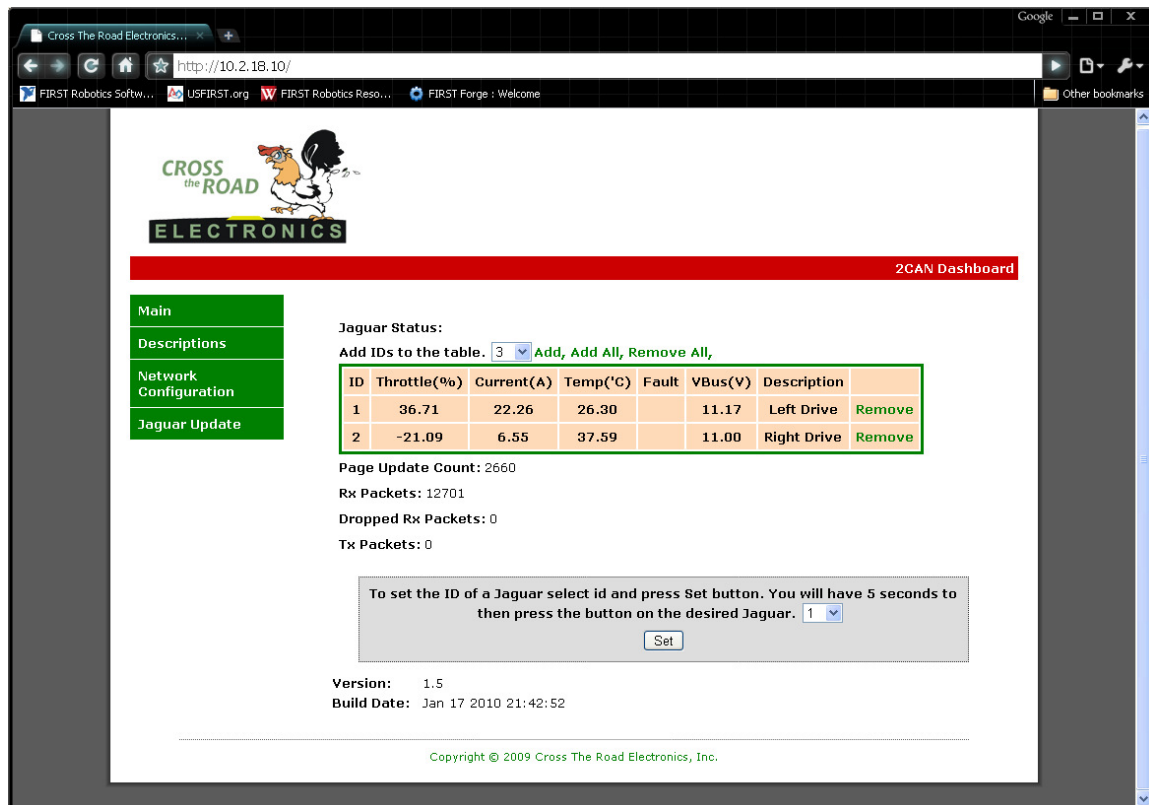 Google
Cross The Road Electronics...
http://10.2.18.10/
FIRST Robotics Softw... USFIRST.org FIRST Robotics Reso... FIRST Forge : Welcome Other bookmarks
CROSS
the ROAD
ELECTRONICS
2CAN Dashboard
Main
Descriptions
Network
Configuration
Jaguar Update
Jaguar Status:
Add IDs to the table. 3 Add, Add All, Remove All,
ID Throttle(%) Current(A) Temp('C) Fault VBus(V) Description
1 36.71 22.26 26.30 11.17 Left Drive Remove
2 -21.09 6.55 37.59 11.00 Right Drive Remove
Page Update Count: 2660
Rx Packets: 12701
Dropped Rx Packets: 0
Tx Packets: 0
To set the ID of a Jaguar select id and press Set button. You will have 5 seconds to
then press the button on the desired Jaguar. 1
Set
Version: 1.5
Build Date: Jan 17 2010 21:42:52
Copyright © 2009 Cross The Road Electronics, Inc.